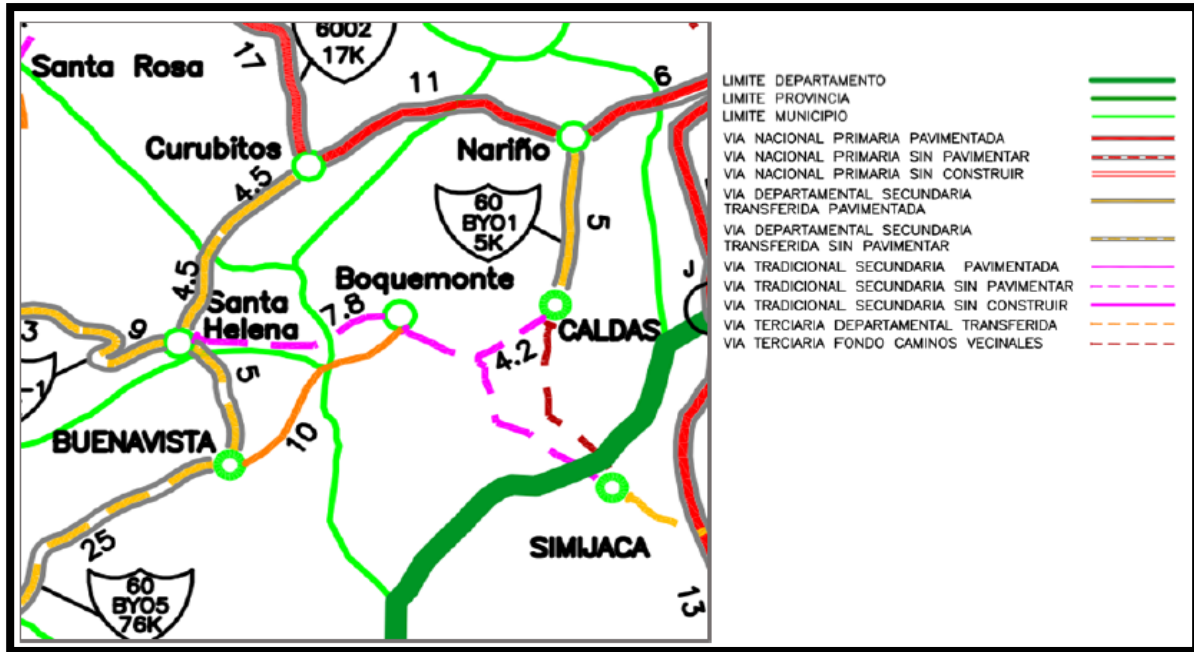 6002
17K
17
Santa Rosa
11
6
Curubitos
Nariño
4.5
60
BY01
5K
5
4.5
Boquemonte
J
Santa
Helena
7.8
CALDAS
3
9
4.2
-1
5
BUENAVISTA
10
25
SIMIJACA
60
BY05
76K
13
LIMITE DEPARTAMENTO
LIMITE PROVINCIA
LIMITE MUNICIPIO
VIA NACIONAL PRIMARIA PAVIMENTADA
VIA NACIONAL PRIMARIA SIN PAVIMENTAR
VIA NACIONAL PRIMARIA SIN CONSTRUIR
VIA DEPARTAMENTAL SECUNDARIA
TRANSFERIDA PAVIMENTADA
VIA DEPARTAMENTAL SECUNDARIA
TRANSFERIDA SIN PAVIMENTAR
VIA TRADICIONAL SECUNDARIA PAVIMENTADA
VIA TRADICIONAL SECUNDARIA SIN PAVIMENTAR
VIA TRADICIONAL SECUNDARIA SIN CONSTRUIR
VIA TERCIARIA DEPARTAMENTAL TRANSFERIDA
VIA TERCIARIA FONDO CAMINOS VECINALES